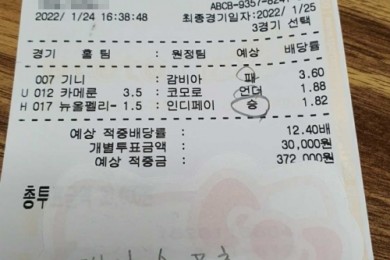 ABCB-9357-8241
2022/ 1/24 16:38:48
최종경기일자:2022/ 1/25
3경기 선택
경기 홀 팀 : 원정팀 예상 배당률
007 기니 : 감비아 패 3.60
U 012 카메룬 3.5 : 코모로 언더 1.88
H 017 뉴올펠리- 1.5 : 인디페이 승 1.82
예상 적중배당률 : 12.40배
개별투표금액 : 30,000원
예상 적중금 : 372,000원
총투